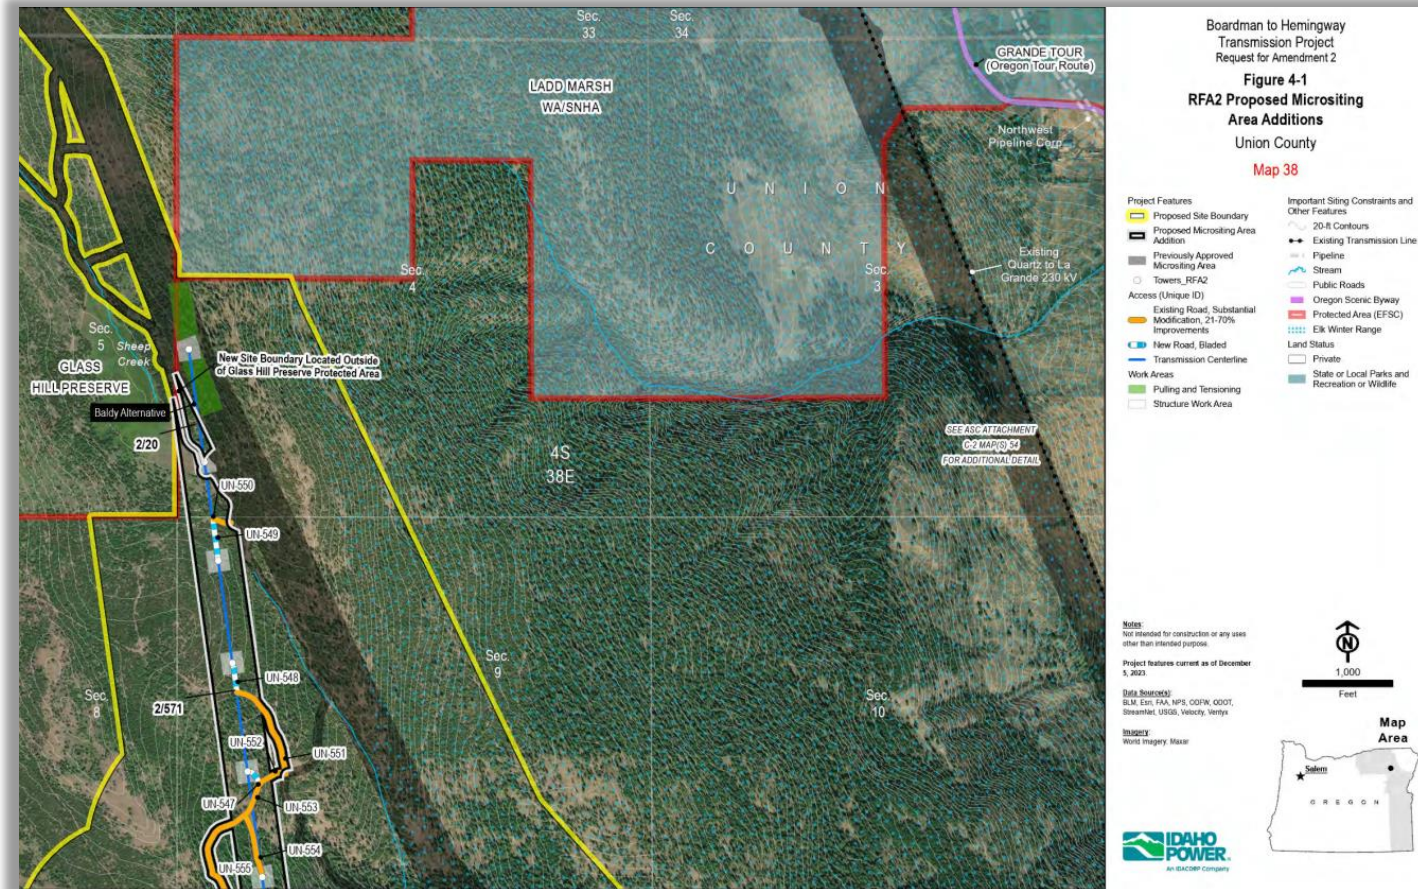 Sec.
33
Sec.
34
GRANDE TOUR
(Oregon Tour Route)
LADD MARSH
WA/SNHA
Northwest
Pipeline Corp
UNION
COUNTY
Existing
Quartz to La
Grande 230 kV
Sec.
4
Sec.
3
Sec.
5
Sheep
Creek
GLASS
HILL PRESERVE
New Site Boundary Located Outside
of Glass Hill Preserve Protected Area
Baldy Alternative
2/20
4S
38E
SEE ASC ATTACHMENT
C-2 MAP(S) 54
FOR ADDITIONAL DETAIL
UN-550
UN-549
Sec.
9
UN-548
Sec.
8
2/571
Sec.
10
UN-552
UN-551
UN-547
UN-553
UN-554
UN-555
Boardman to Hemingway
Transmission Project
Request for Amendment 2
Figure 4-1
RFA2 Proposed Micrositing
Area Additions
Union County
Map 38
Project Features
Proposed Site Boundary
Proposed Micrositing Area
Addition
Previously Approved
Micrositing Area
Towers_RFA2
Access (Unique ID)
Existing Road, Substantial
Modification, 21-70%
Improvements
New Road, Bladed
Transmission Centerline
Work Areas
Pulling and Tensioning
Structure Work Area
Important Siting Constraints and
Other Features
20-ft Contours
Existing Transmission Line
Pipeline
Stream
Public Roads
Oregon Scenic Byway
Protected Area (EFSC)
Elk Winter Range
Land Status
Private
State or Local Parks and
Recreation or Wildlife
Notes:
Not intended for construction or any uses
other than intended purpose.
Project features current as of December
5, 2023.
Data Source(s):
BLM, Esri, FAA, NPS, ODFW, ODOT,
StreamNet, USGS, Velocity, Ventyx
Imagery:
World Imagery: Maxar
N
1,000
Feet
Map
Area
Salem
OREGON
IDAHO
POWER.
An IDACORP Company